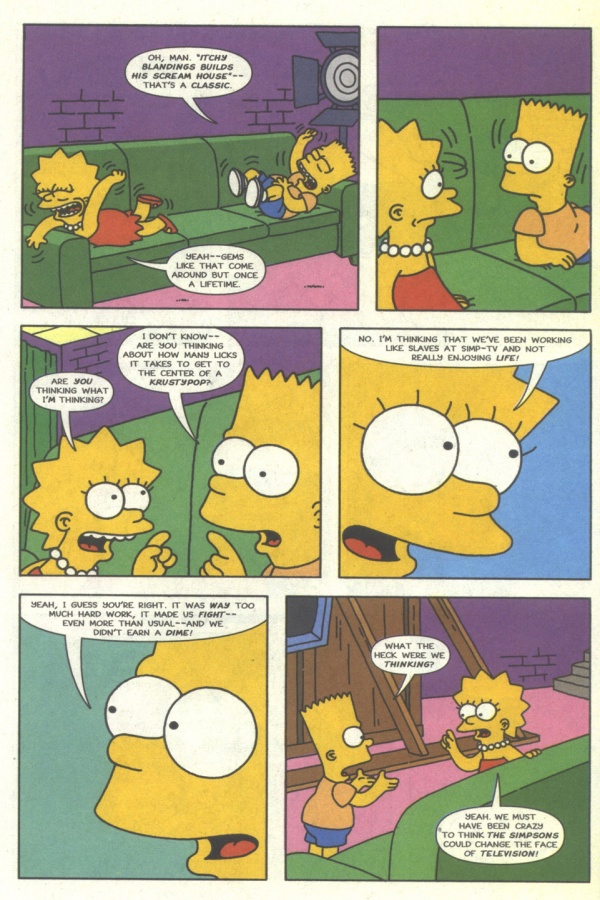 OH, MAN. "ITCHY
BLANDINGS BUILDS
HIS SCREAM HOUSE"--
THAT'S A CLASSIC.
YEAH--GEMS
LIKE THAT COME
AROUND BUT ONCE
A LIFETIME.
ARE YOU
THINKING WHAT
I'M THINKING?
I DON'T KNOW--
ARE YOU THINKING
ABOUT HOW MANY LICKS
IT TAKES TO GET TO
THE CENTER OF A
KRUSTYPOP?
NO. I'M THINKING THAT WE'VE BEEN WORKING
LIKE SLAVES AT SIMP-TV AND NOT
REALLY ENJOYING LIFE!
YEAH, I GUESS YOU'RE RIGHT. IT WAS WAY TOO
MUCH HARD WORK, IT MADE US FIGHT--
EVEN MORE THAN USUAL--AND WE
DIDN'T EARN A DIME!
WHAT THE
HECK WERE WE
THINKING?
YEAH. WE MUST
HAVE BEEN CRAZY
TO THINK THE SIMPSONS
COULD CHANGE THE FACE
OF TELEVISION!